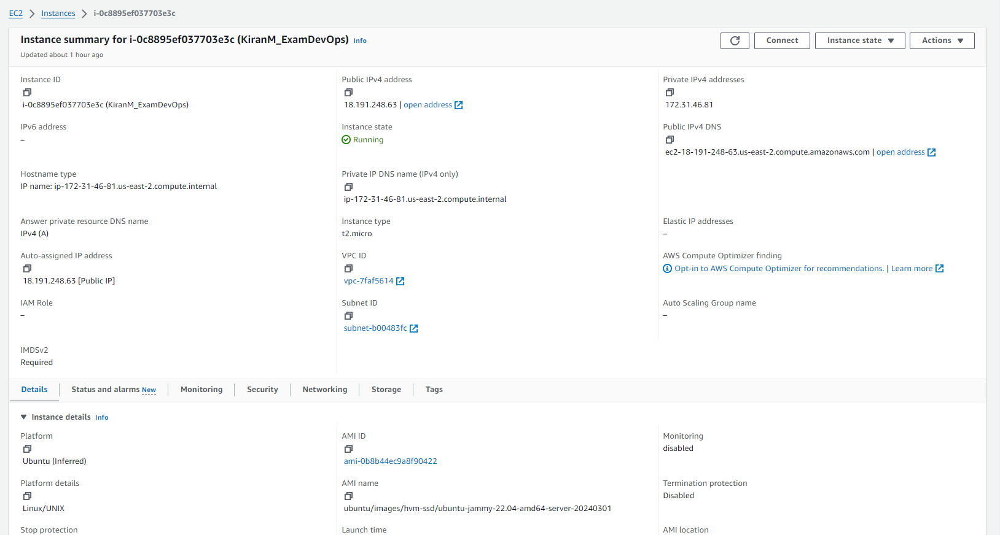 EC2 > Instances > i-0c8895ef037703e3c
Instance summary for i-0c8895ef037703e3c (KiranM_ExamDevOps) Info
Updated about 1 hour ago
Connect
Instance state
Actions
Instance ID
i-0c8895ef037703e3c (KiranM_ExamDevOps)
Public IPv4 address
18.191.248.63 | open address
Private IPv4 addresses
172.31.46.81
IPv6 address
–
Instance state
Running
Public IPv4 DNS
ec2-18-191-248-63.us-east-2.compute.amazonaws.com | open address
Hostname type
IP name: ip-172-31-46-81.us-east-2.compute.internal
Private IP DNS name (IPv4 only)
ip-172-31-46-81.us-east-2.compute.internal
Answer private resource DNS name
IPv4 (A)
Instance type
t2.micro
Elastic IP addresses
–
Auto-assigned IP address
18.191.248.63 [Public IP]
VPC ID
vpc-7faf5614
AWS Compute Optimizer finding
Opt-in to AWS Compute Optimizer for recommendations. | Learn more
IAM Role
–
Subnet ID
subnet-b00483fc
Auto Scaling Group name
–
IMDSv2
Required
Details
Status and alarms New
Monitoring
Security
Networking
Storage
Tags
Instance details Info
Platform
Ubuntu (Inferred)
AMI ID
ami-0b8b44ec9a8f90422
Monitoring
disabled
Platform details
Linux/UNIX
AMI name
ubuntu/images/hvm-ssd/ubuntu-jammy-22.04-amd64-server-20240301
Termination protection
Disabled
Stop protection
Launch time
AMI location